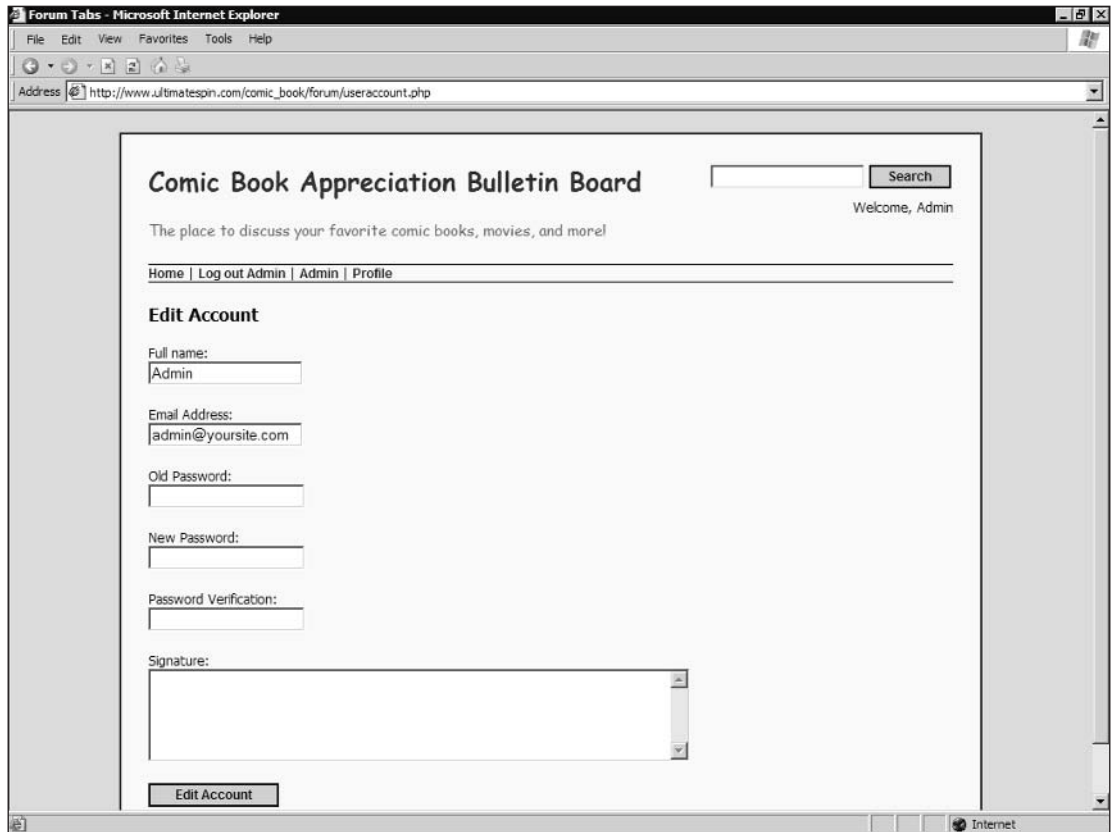 Forum Tabs - Microsoft Internet Explorer
File Edit View Favorites Tools Help
Address http://www.ultimatespin.com/comic_book/forum/useraccount.php
Comic Book Appreciation Bulletin Board
Search
Welcome, Admin
The place to discuss your favorite comic books, movies, and more!
Home | Log out Admin | Admin | Profile
Edit Account
Full name:
Admin
Email Address:
admin@yoursite.com
Old Password:
New Password:
Password Verification:
Signature:
Edit Account
Internet